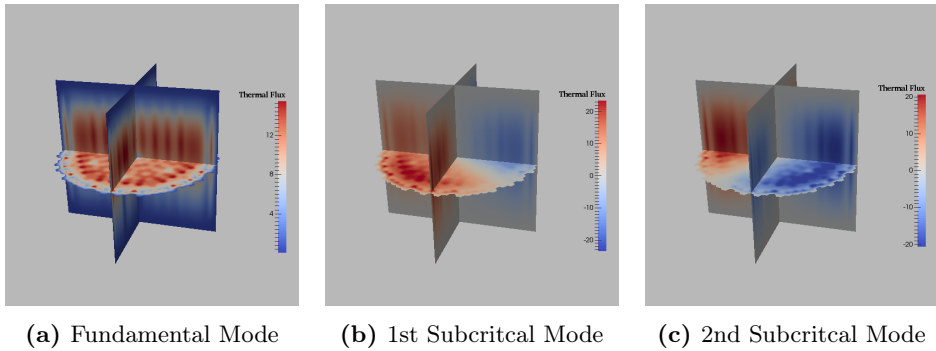 Thermal Flux
12
8
4
Thermal Flux
20
10
0
-10
-20
Thermal Flux
20
10
0
-10
-20
(a) Fundamental Mode
(b) 1st Subcritcal Mode
(c) 2nd Subcritcal Mode